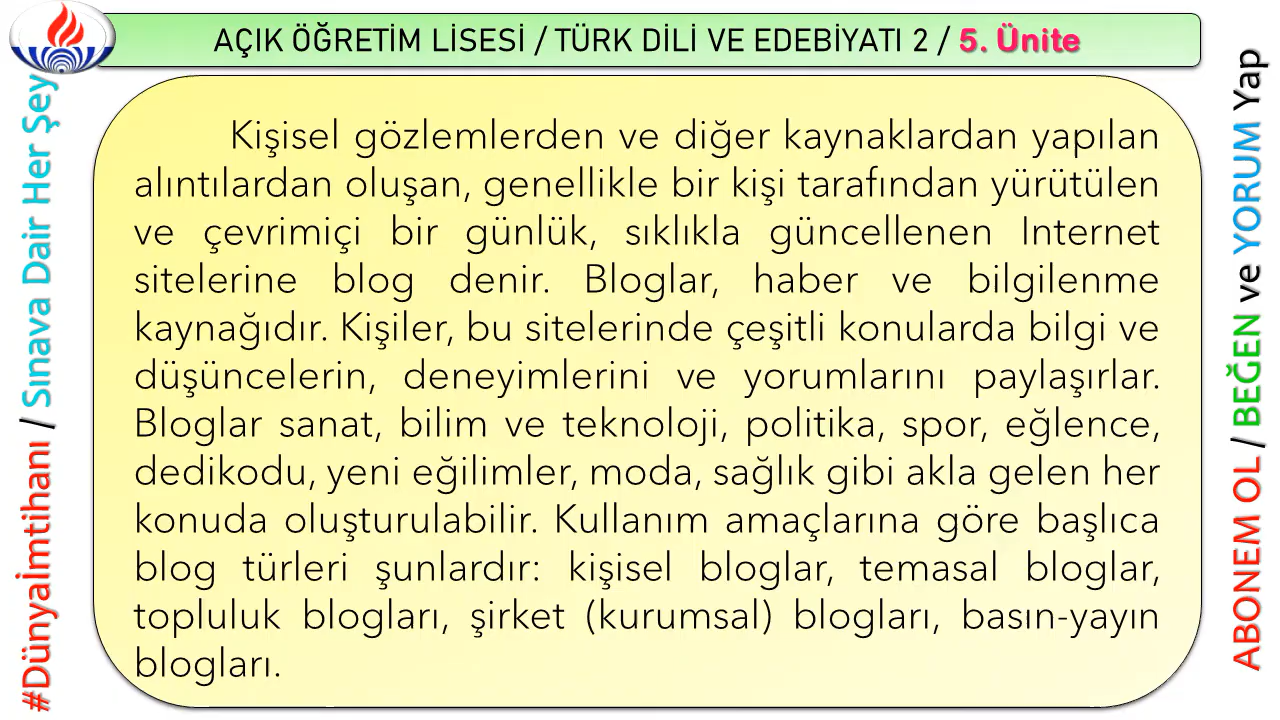 AÇIK ÖĞRETİM LİSESİ / TÜRK DİLİ VE EDEBİYATI 2 / 5. Ünite
Kişisel gözlemlerden ve diğer kaynaklardan yapılan
alıntılardan oluşan, genellikle bir kişi tarafından yürütülen
ve çevrimiçi bir günlük, sıklıkla güncellenen Internet
sitelerine blog denir. Bloglar, haber ve bilgilenme
kaynağıdır. Kişiler, bu sitelerinde çeşitli konularda bilgi ve
düşüncelerin, deneyimlerini ve yorumlarını paylaşırlar.
Bloglar sanat, bilim ve teknoloji, politika, spor, eğlence,
dedikodu, yeni eğilimler, moda, sağlık gibi akla gelen her
konuda oluşturulabilir. Kullanım amaçlarına göre başlıca
blog türleri şunlardır: kişisel bloglar, temasal bloglar,
topluluk blogları, şirket (kurumsal) blogları, basın-yayın
blogları.
#Dünyaİmtihanı / Sınava Dair Her Şey
ABONEM OL / BEĞEN ve YORUM Yap